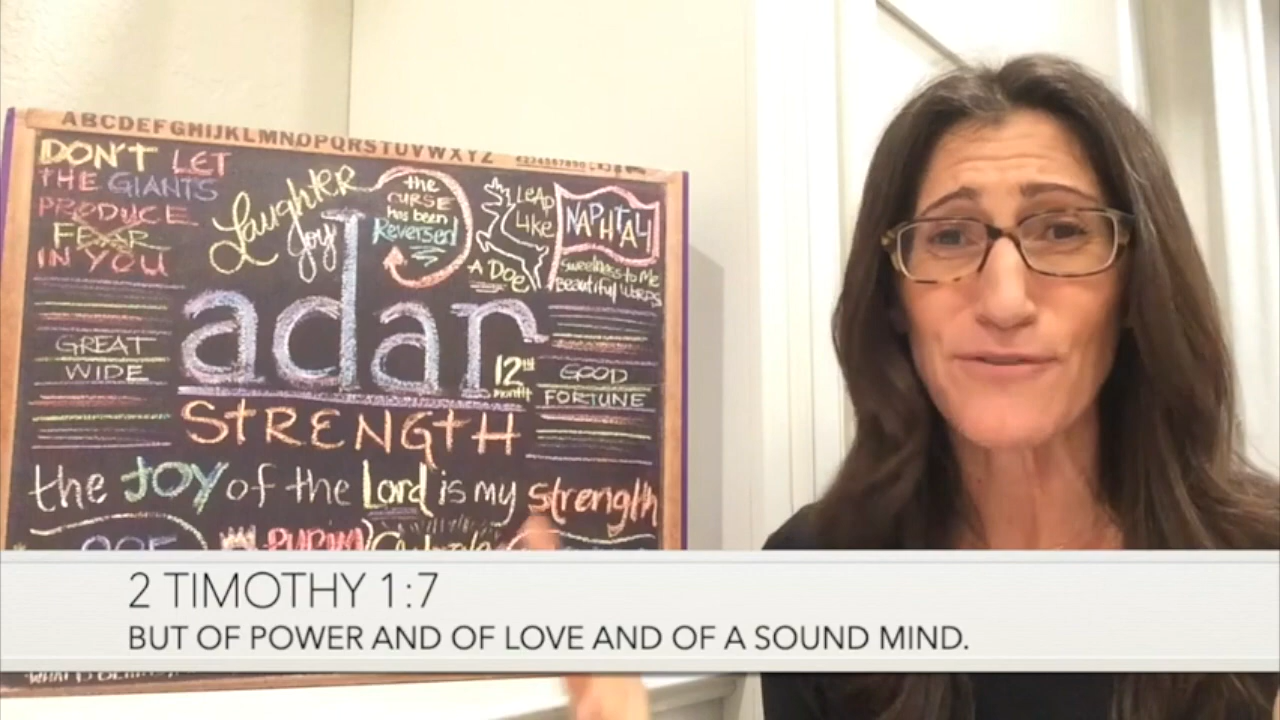 ABCDEFGHIJKLMNOPQRSTUVWXYZ
DON'T LET
THE GIANTS
PRODUCE
FEAR
IN YOU
Laughter
Joy
the
CURSE
has been
Reversed
LEAP
Like
A DOE
NAPHTALI
Sweetness to Me
Beautiful Words
adar
12th
month
GREAT
WIDE
GOOD
FORTUNE
STRENGTH
the JOY of the Lord is my strength
PURIM
2 TIMOTHY 1:7
BUT OF POWER AND OF LOVE AND OF A SOUND MIND.